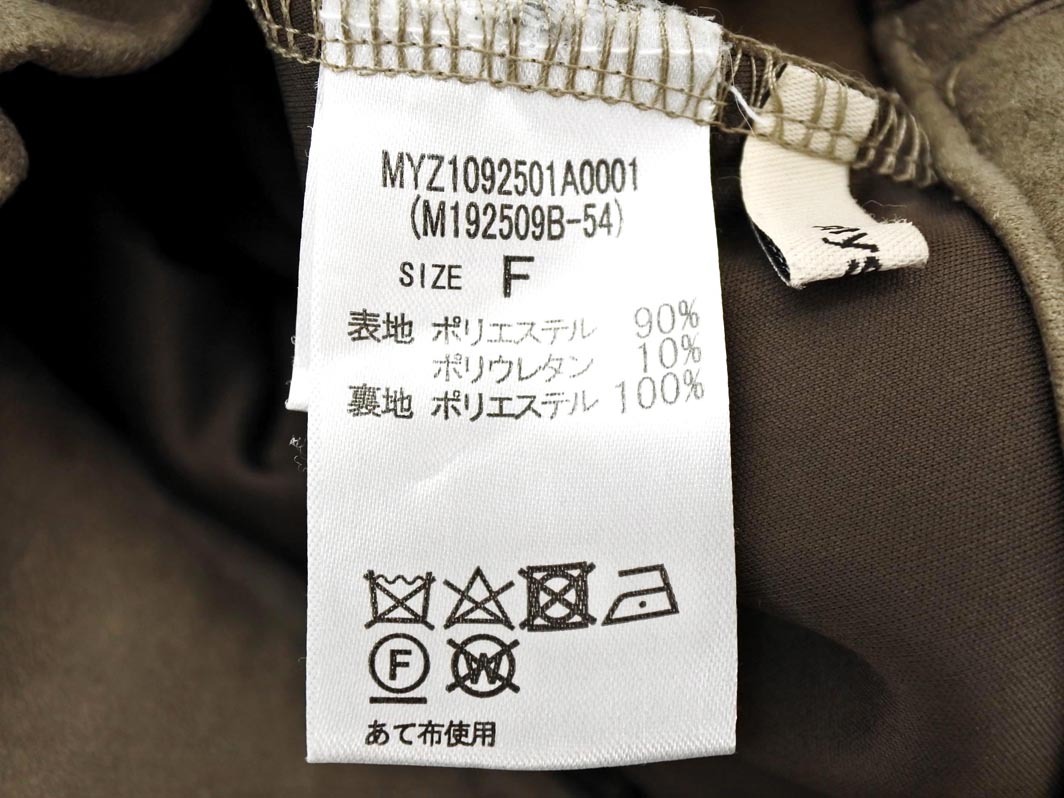 MYZ1092501A0001
(M192509B-54)
SIZE F
表地 ポリエステル 90%
ポリウレタン 10%
裏地 ポリエステル 100%
F W
あて布使用